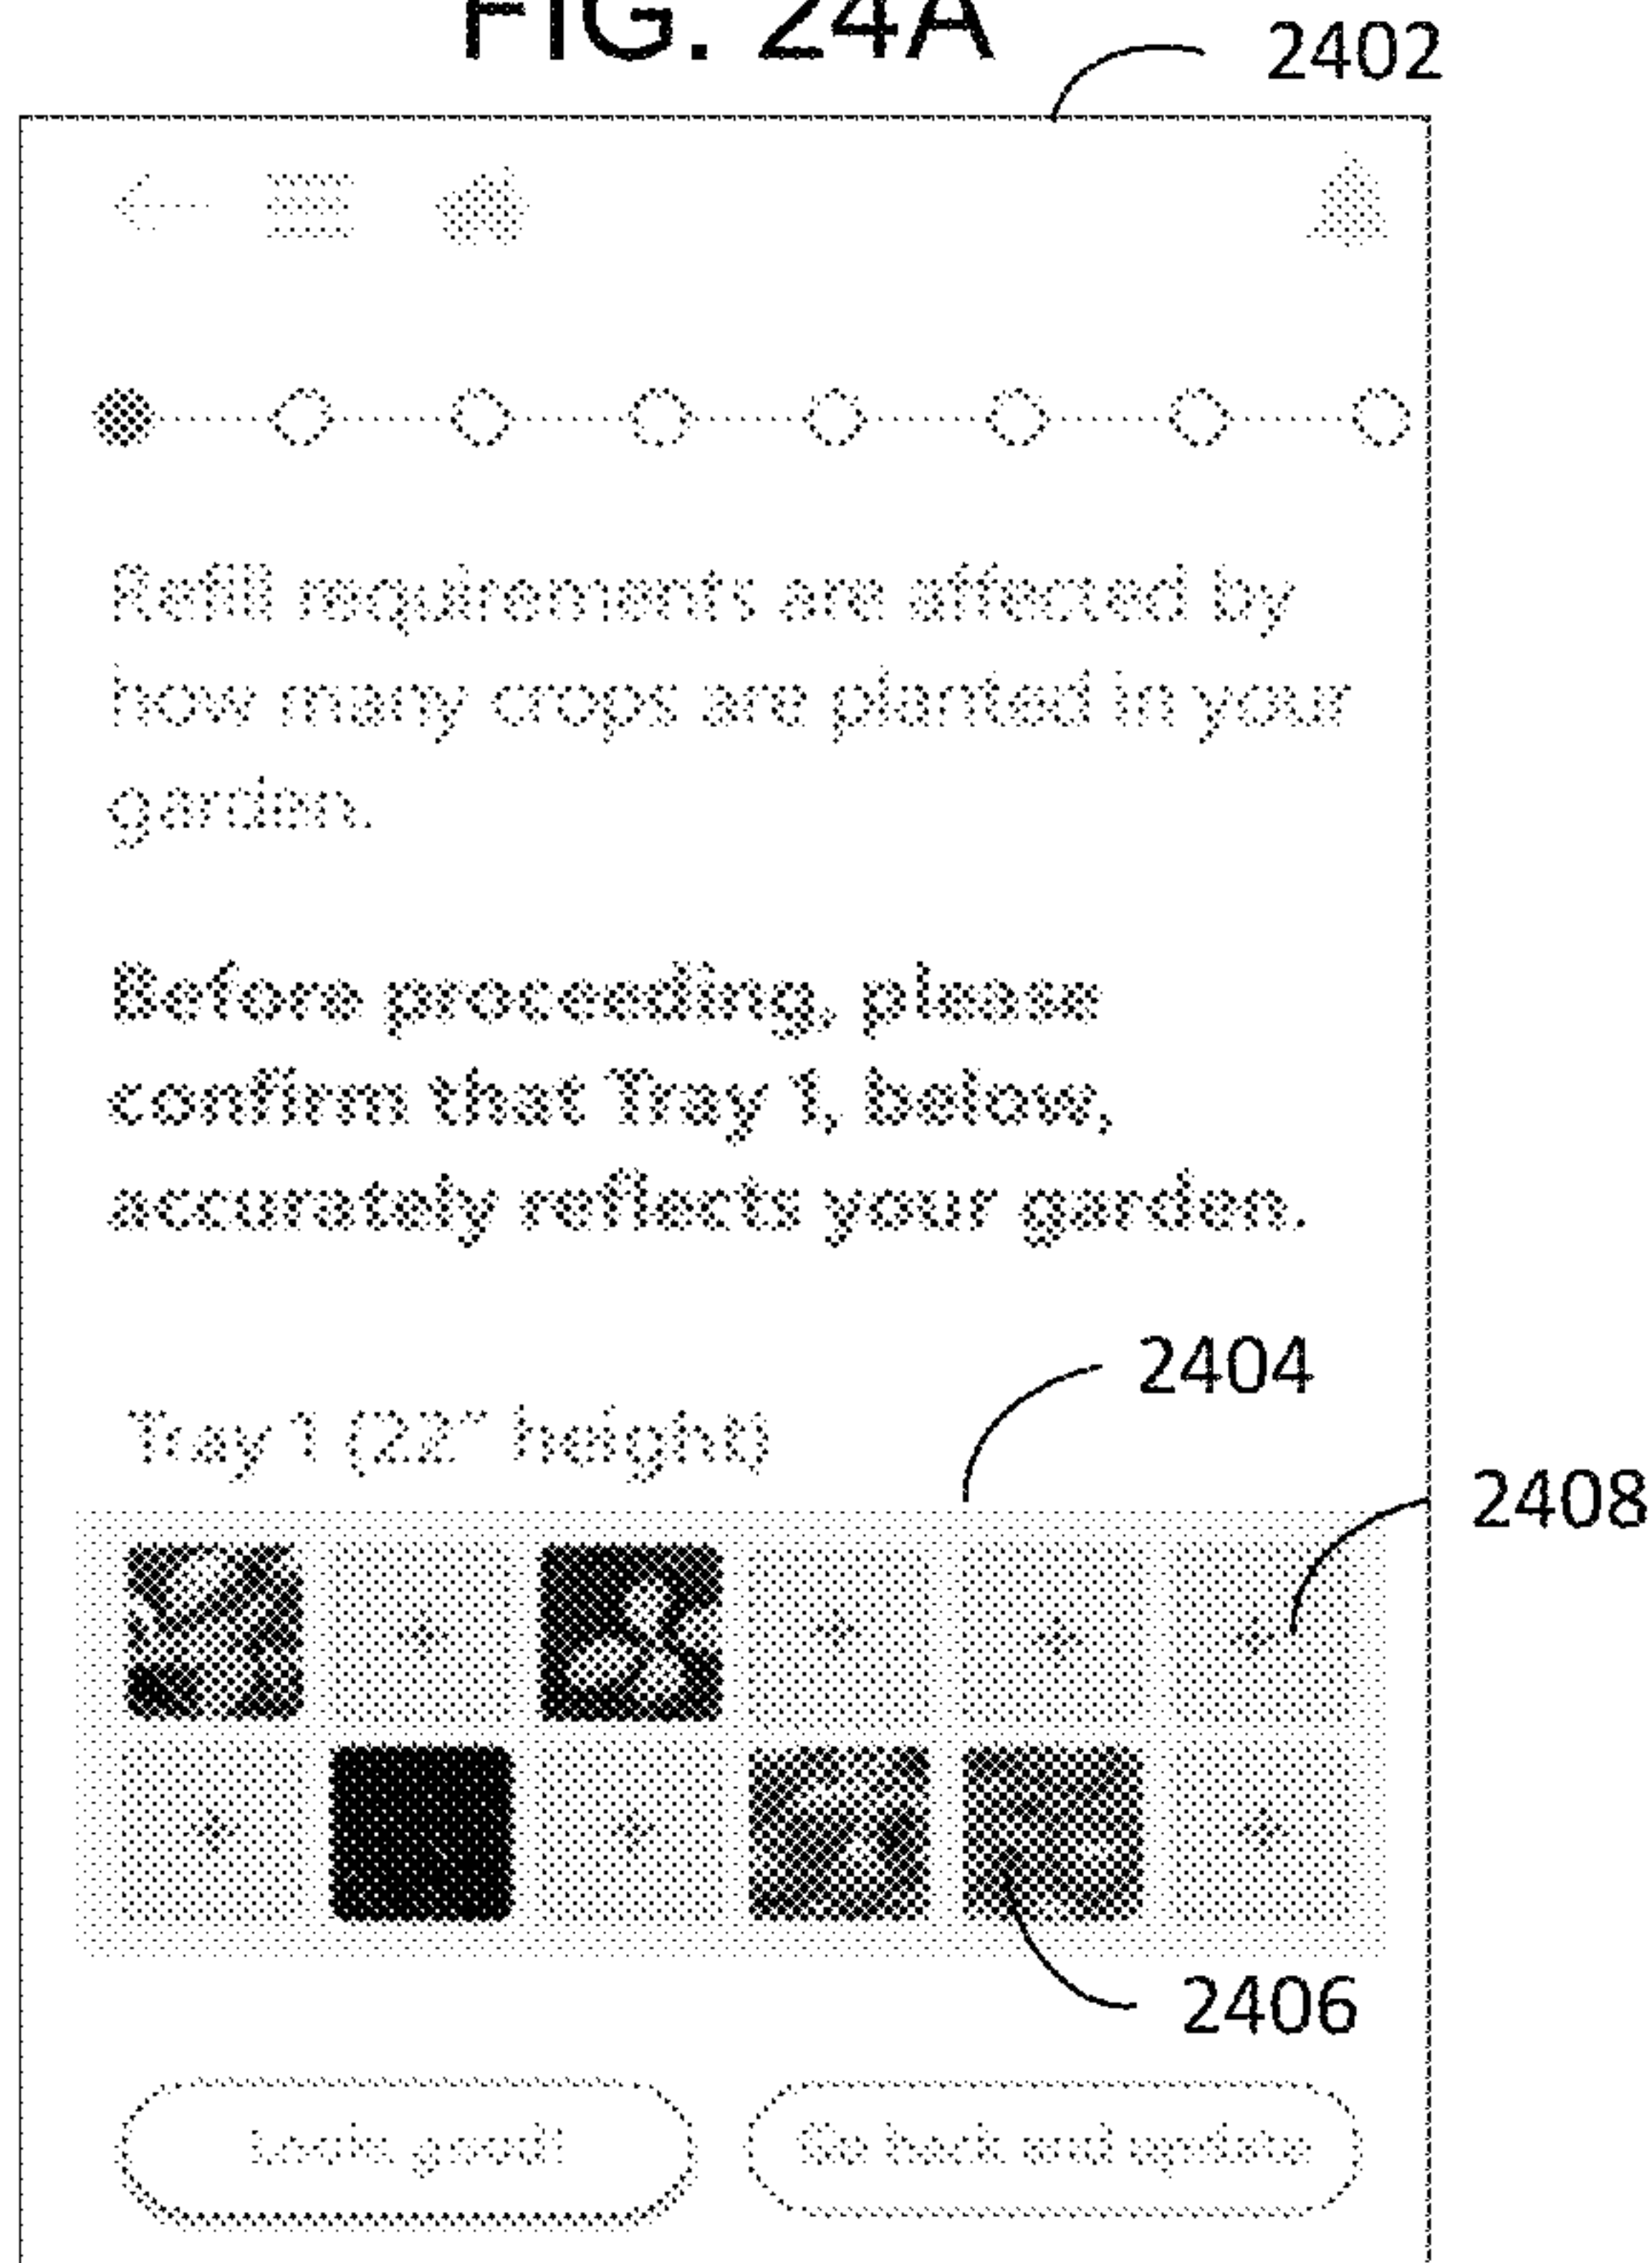 FIG. 24A
2402
Refill requirements are affected by
how many crops are planted in your
garden.
Before proceeding, please
confirm that Tray 1, below,
accurately reflects your garden.
2404
Tray 1 (22" height)
2408
2406
Looks good!
Go back and update